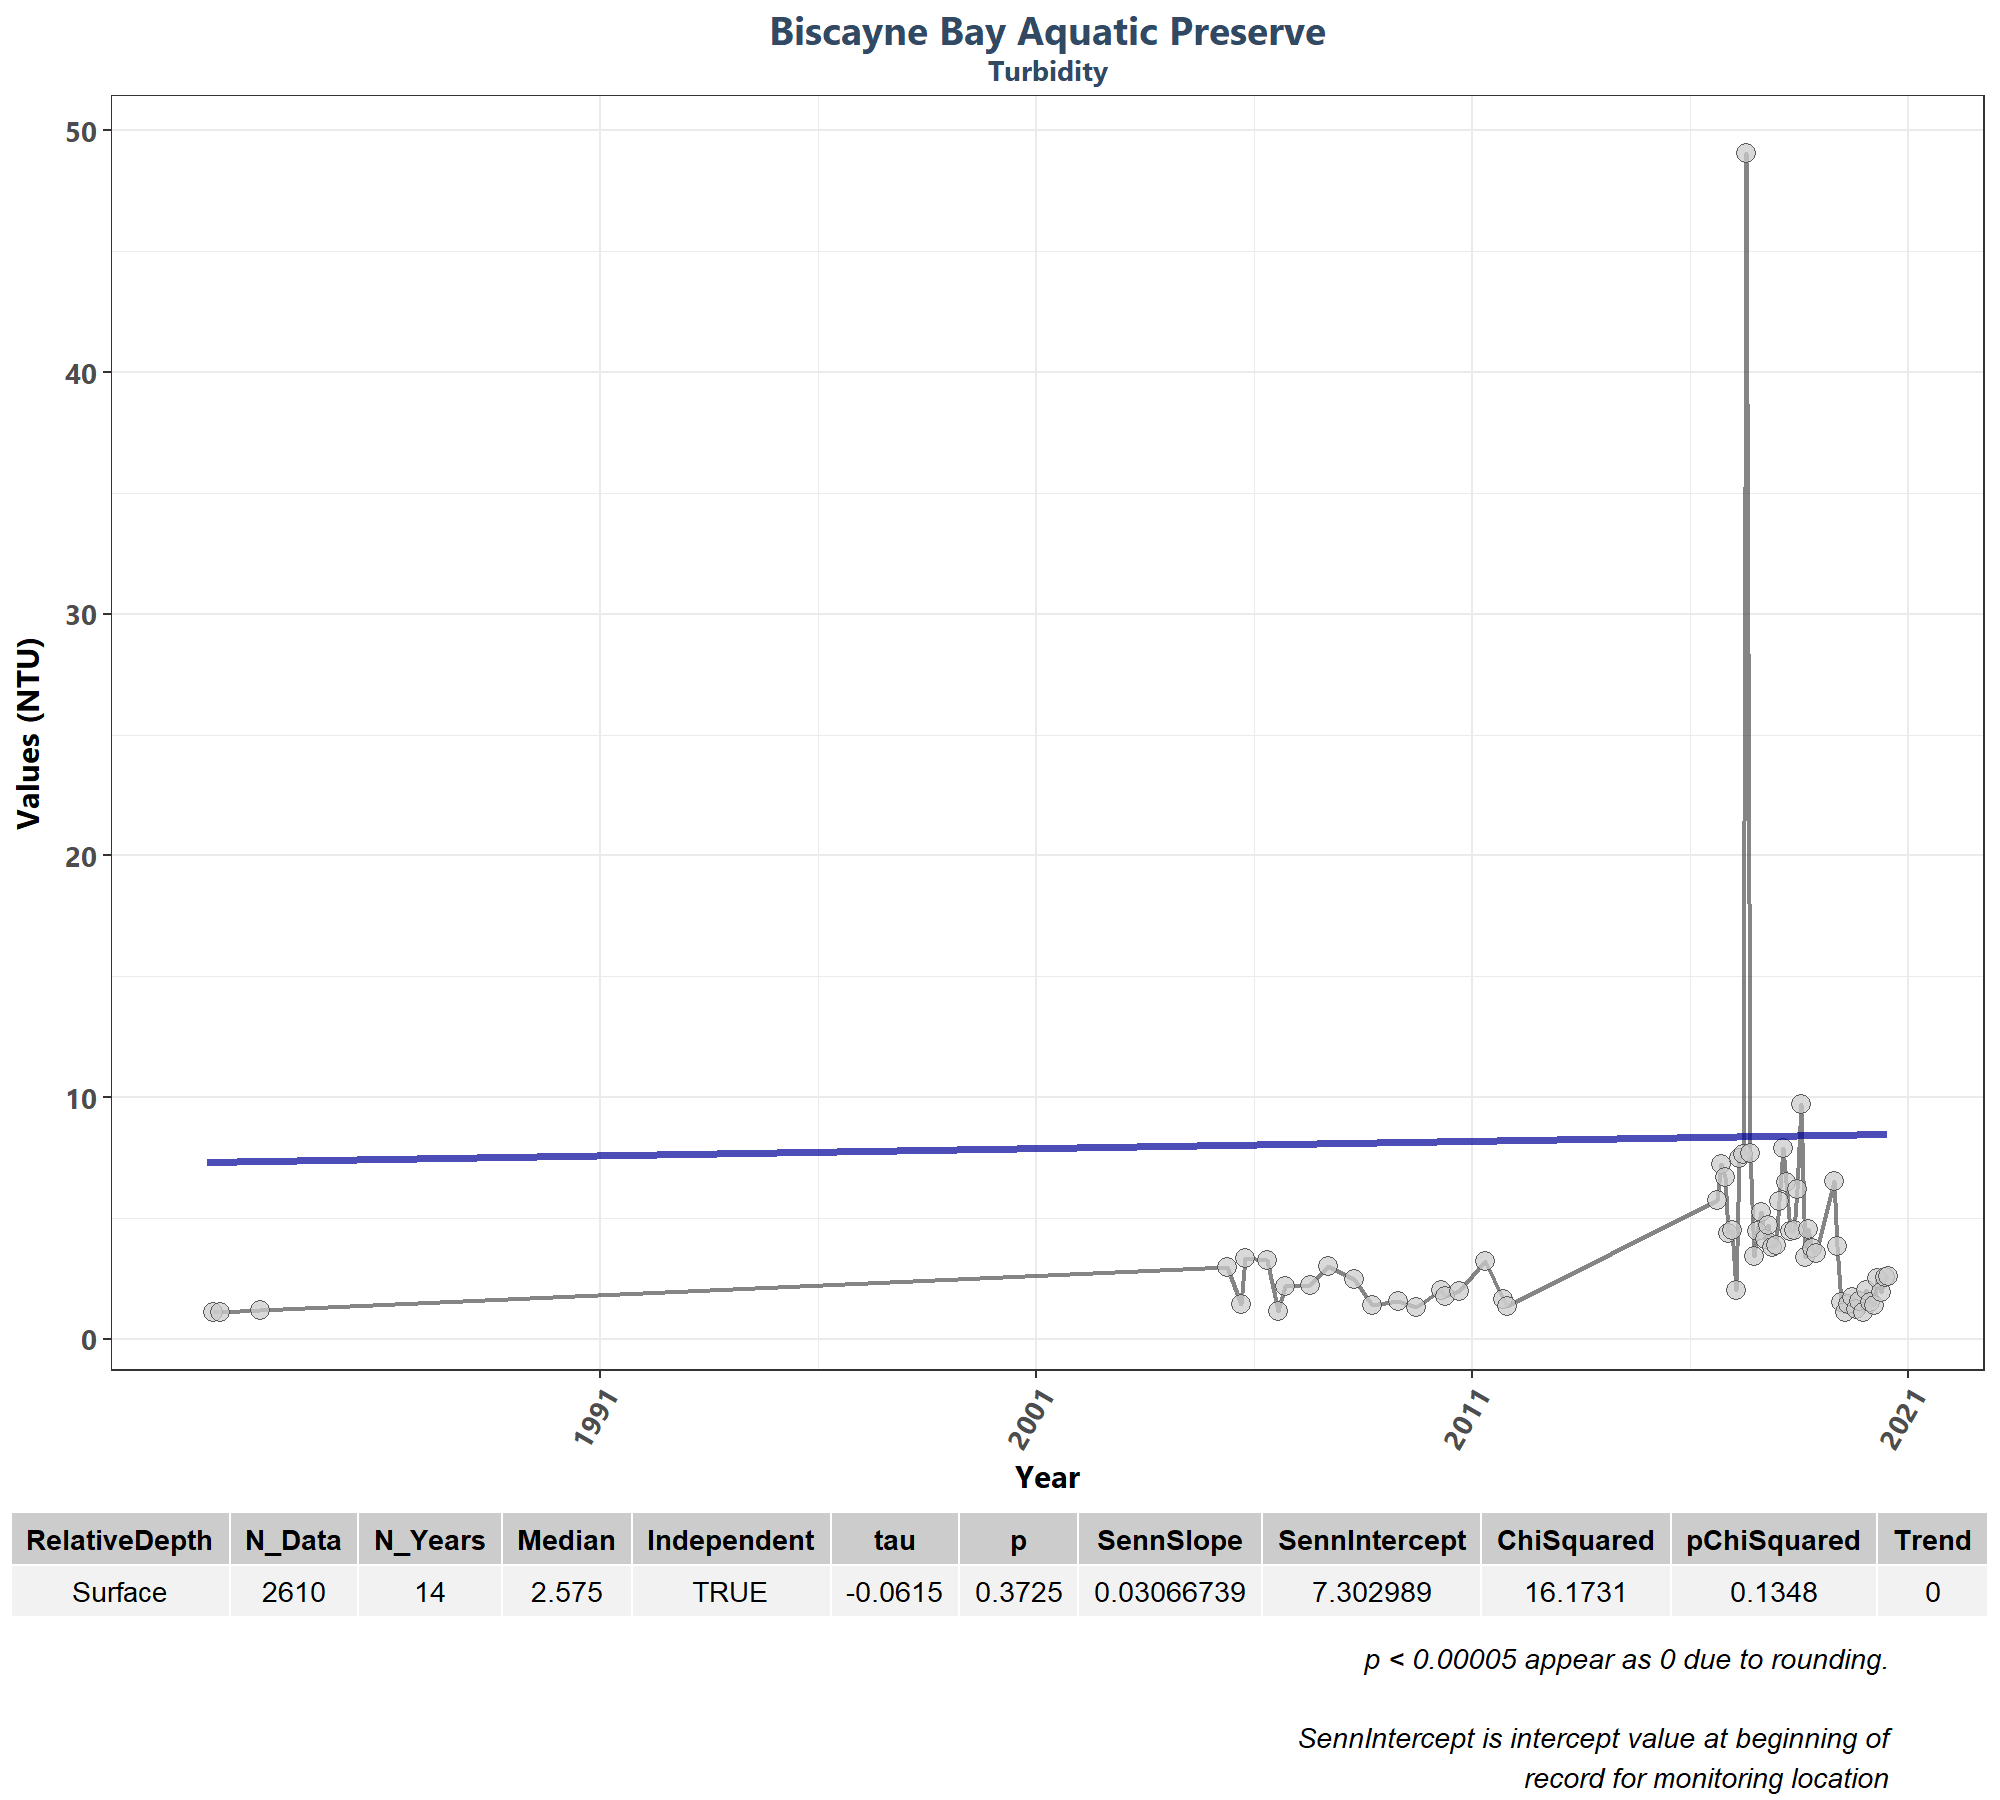 Biscayne Bay Aquatic Preserve
Turbidity
50
40
30
20
10
0
Values (NTU)
1991
2001
2011
2021
Year
RelativeDepth N_Data N_Years Median Independent tau p SennSlope SennIntercept ChiSquared pChiSquared Trend
Surface 2610 14 2.575 TRUE -0.0615 0.3725 0.03066739 7.302989 16.1731 0.1348 0
p < 0.00005 appear as 0 due to rounding.
SennIntercept is intercept value at beginning of
record for monitoring location